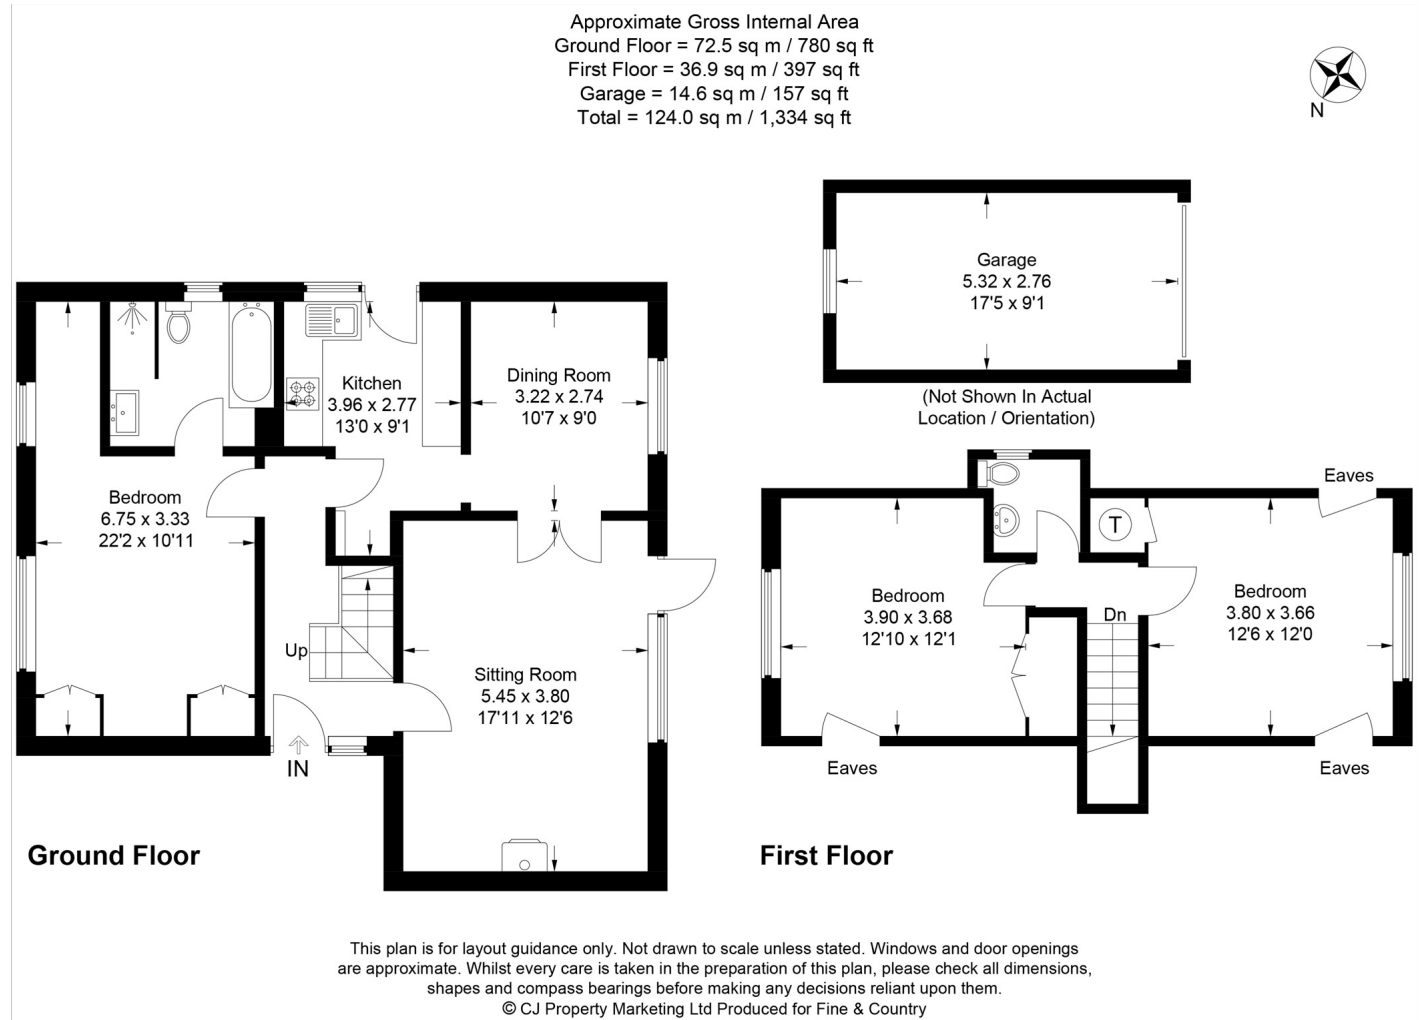 Approximate Gross Internal Area
Ground Floor = 72.5 sq m / 780 sq ft
First Floor = 36.9 sq m / 397 sq ft
Garage = 14.6 sq m / 157 sq ft
Total = 124.0 sq m / 1,334 sq ft
N
Garage
5.32 x 2.76
17'5 x 9'1
(Not Shown In Actual
Location / Orientation)
Kitchen
3.96 x 2.77
13'0 x 9'1
Dining Room
3.22 x 2.74
10'7 x 9'0
Bedroom
6.75 x 3.33
22'2 x 10'11
Up
Sitting Room
5.45 x 3.80
17'11 x 12'6
IN
Ground Floor
Eaves
T
Bedroom
3.90 x 3.68
12'10 x 12'1
Dn
Bedroom
3.80 x 3.66
12'6 x 12'0
Eaves
Eaves
First Floor
This plan is for layout guidance only. Not drawn to scale unless stated. Windows and door openings
are approximate. Whilst every care is taken in the preparation of this plan, please check all dimensions,
shapes and compass bearings before making any decisions reliant upon them.
© CJ Property Marketing Ltd Produced for Fine & Country